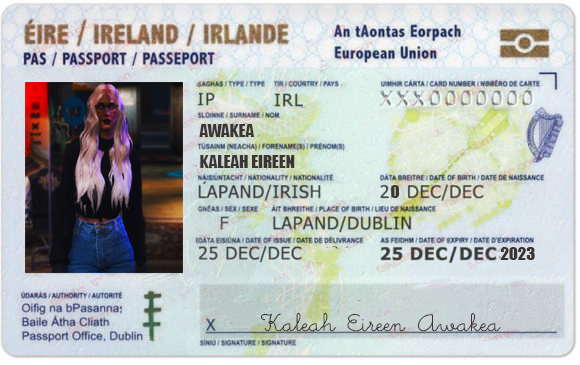 ÉIRE / IRELAND / IRLANDE
PAS / PASSPORT / PASSEPORT
An tAontas Eorpach
European Union
SAGHAS / TYPE / TYPE TÍR / COUNTRY / PAYS UIMHIR CÁRTA / CARD NUMBER / NUMÉRO DE CARTE
IP IRL XXX0000000
SLOINNE / SURNAME / NOM
AWAKEA
TÚSAINM (NEACHA) / FORENAME(S) / PRÉNOM(S)
KALEAH EIREEN
NÁISIÚNTACHT / NATIONALITY / NATIONALITÉ DÁTA BREITHE / DATE OF BIRTH / DATE DE NAISSANCE
LAPAND/IRISH 20 DEC/DEC
GNÉAS / SEX / SEXE ÁIT BHREITHE / PLACE OF BIRTH / LIEU DE NAISSANCE
F LAPAND/DUBLIN
DÁTA EISIÚNA / DATE OF ISSUE / DATE DE DÉLIVRANCE AS FEIDHM / DATE OF EXPIRY / DATE D'EXPIRATION
25 DEC/DEC 25 DEC/DEC 2023
ÚDARÁS / AUTHORITY / AUTORITÉ
Oifig na bPasanna;
Baile Átha Cliath
Passport Office, Dublin
X Kaleah Eireen Awakea
SÍNIÚ / SIGNATURE / SIGNATURE